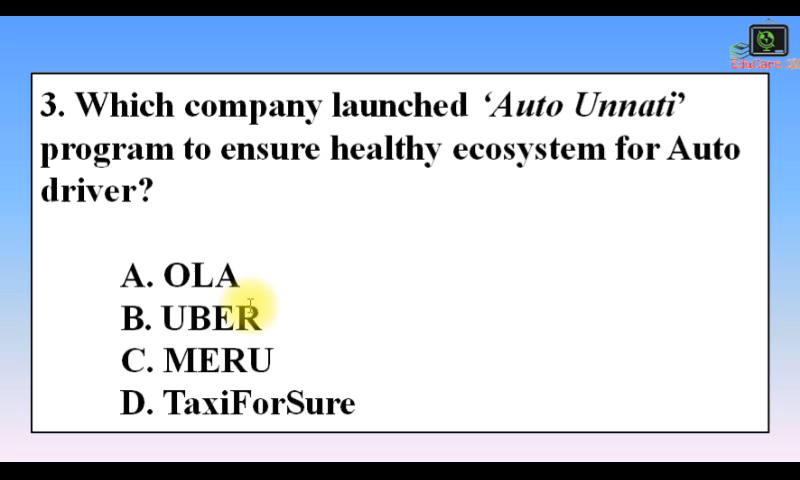 3. Which company launched ‘Auto Unnati’
program to ensure healthy ecosystem for Auto
driver?
A. OLA
B. UBER
C. MERU
D. TaxiForSure